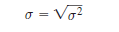 σ = √σ²